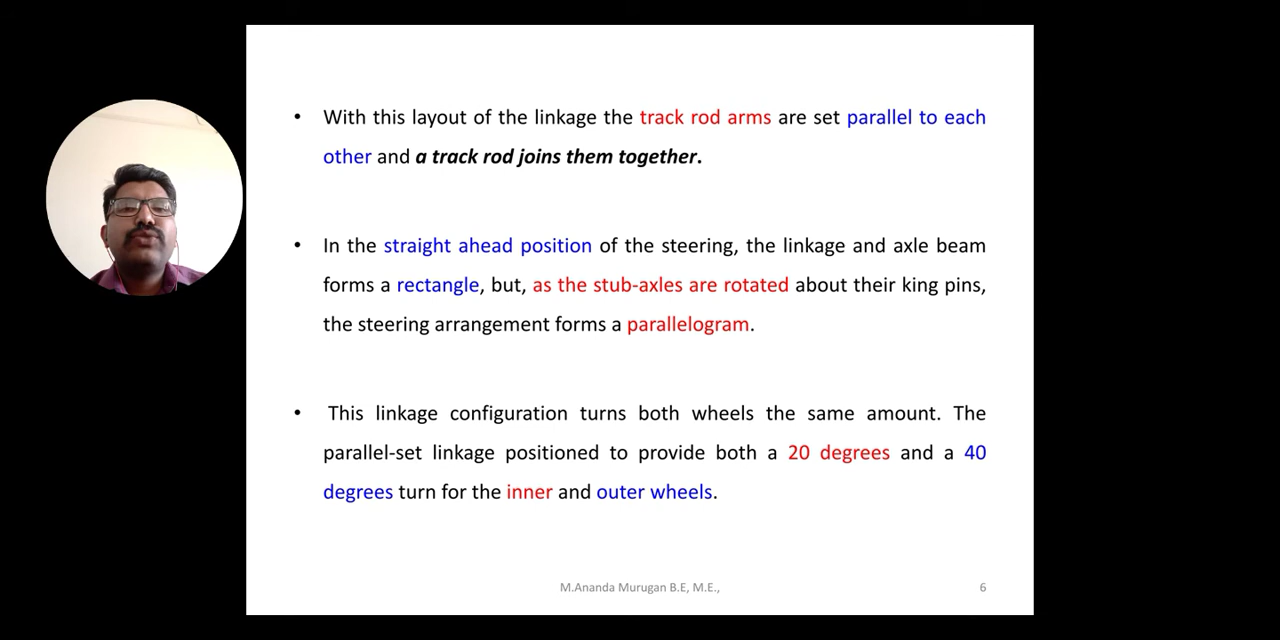 • With this layout of the linkage the track rod arms are set parallel to each
other and a track rod joins them together.
• In the straight ahead position of the steering, the linkage and axle beam
forms a rectangle, but, as the stub-axles are rotated about their king pins,
the steering arrangement forms a parallelogram.
• This linkage configuration turns both wheels the same amount. The
parallel-set linkage positioned to provide both a 20 degrees and a 40
degrees turn for the inner and outer wheels.
M.Ananda Murugan B.E, M.E.,
6